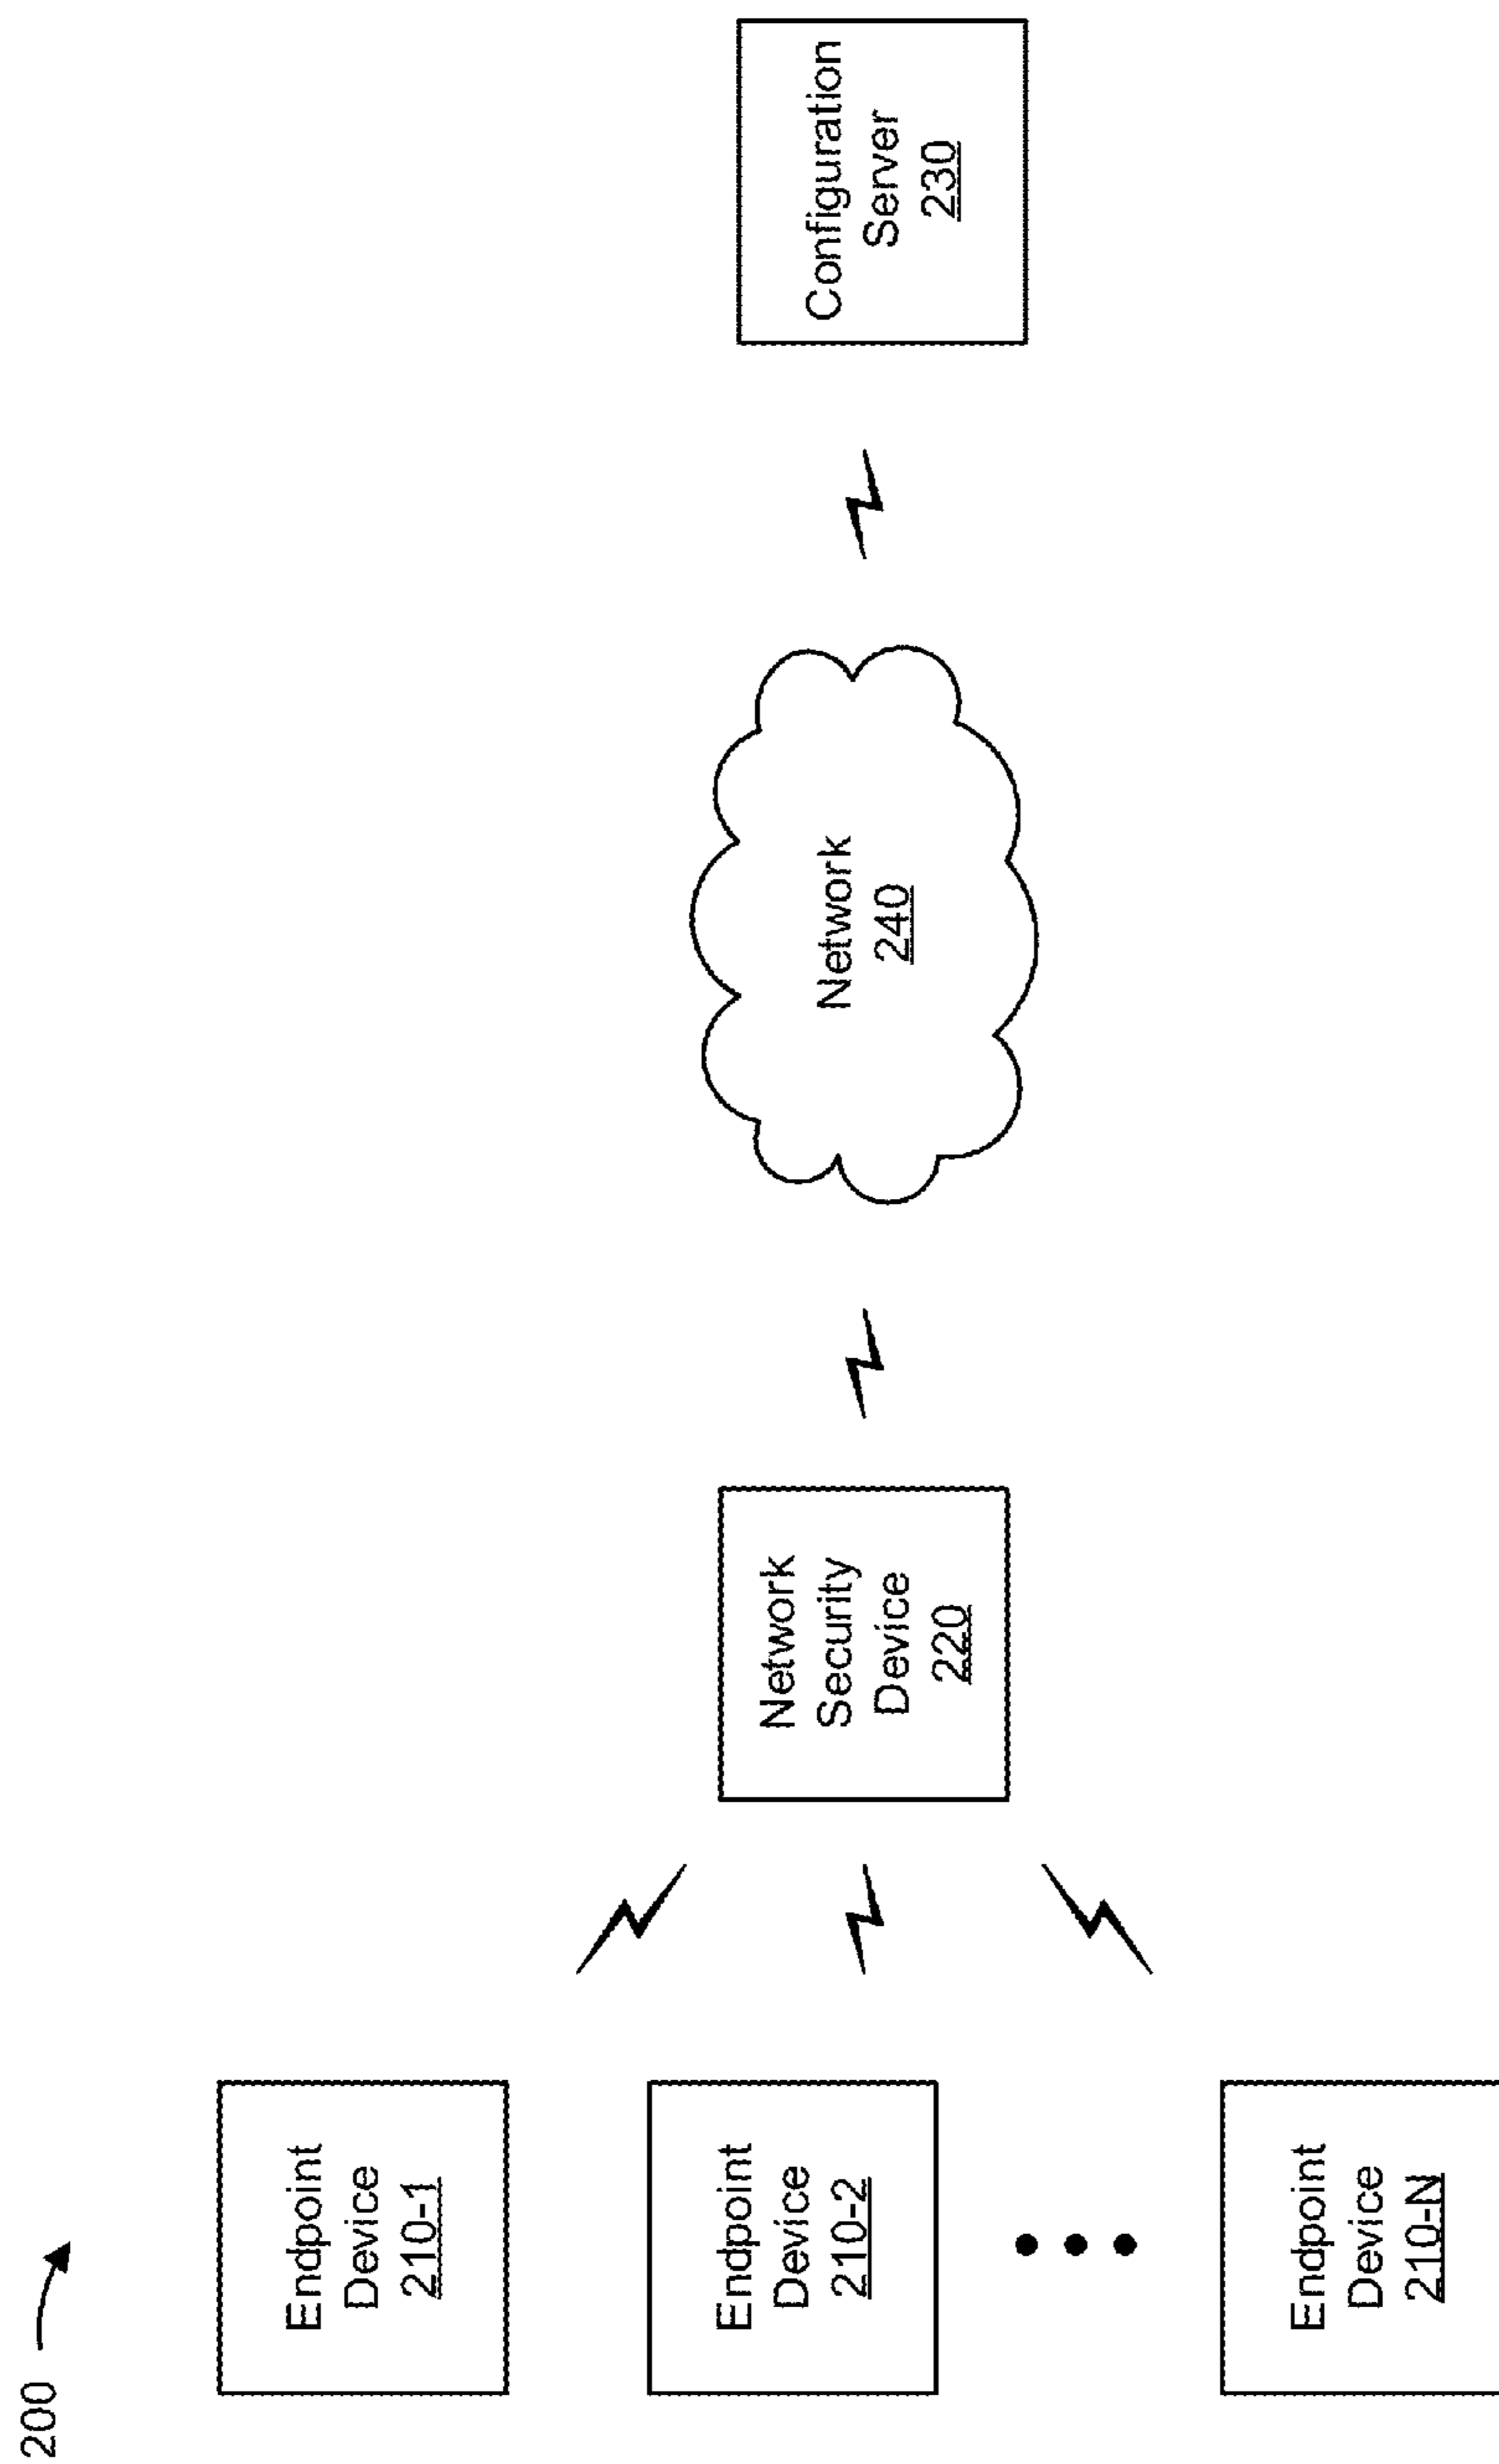 200
Endpoint
Device
210-1
Endpoint
Device
210-2
Endpoint
Device
210-N
Network
Security
Device
220
Network
240
Configuration
Server
230